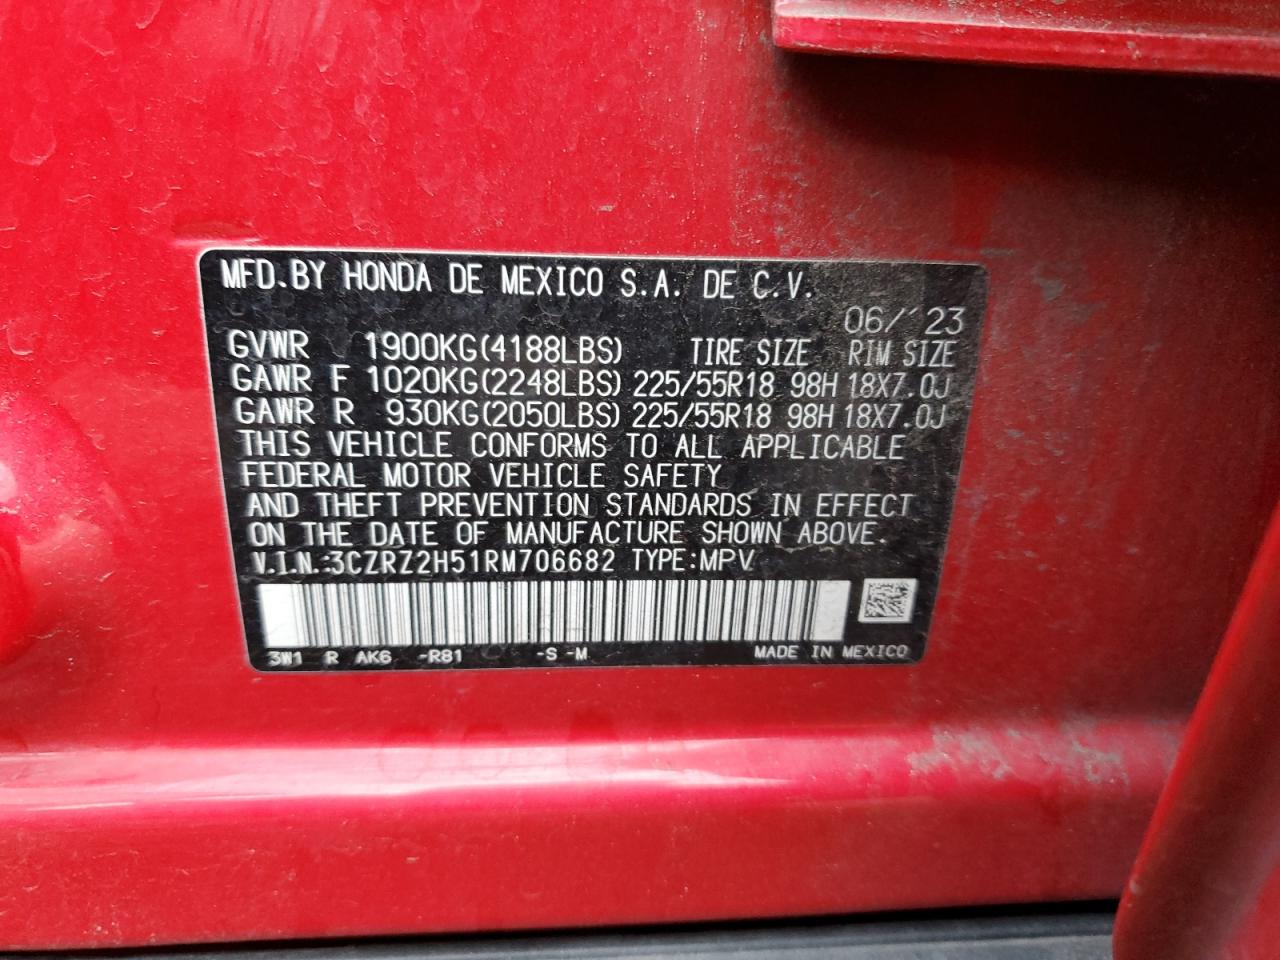 MFD.BY HONDA DE MEXICO S.A. DE C.V.
06/'23
GVWR 1900KG(4188LBS) TIRE SIZE RIM SIZE
GAWR F 1020KG(2248LBS) 225/55R18 98H 18X7.0J
GAWR R 930KG(2050LBS) 225/55R18 98H 18X7.0J
THIS VEHICLE CONFORMS TO ALL APPLICABLE
FEDERAL MOTOR VEHICLE SAFETY
AND THEFT PREVENTION STANDARDS IN EFFECT
ON THE DATE OF MANUFACTURE SHOWN ABOVE.
V.I.N.:3CZRZ2H51RM706682 TYPE:MPV
3W1 R AK6 -R81 -S -M MADE IN MEXICO